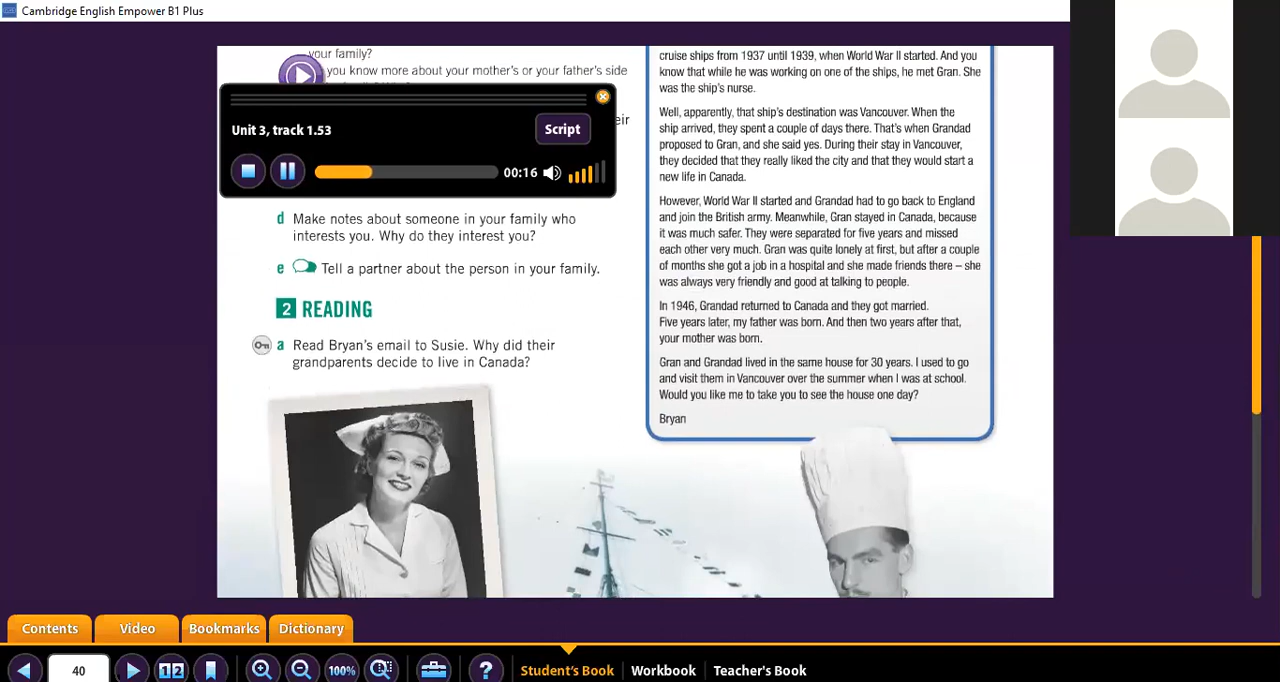 Cambridge English Empower B1 Plus
your family?
you know more about your mother's or your father's side
eir
Unit 3, track 1.53
Script
00:16
d Make notes about someone in your family who
interests you. Why do they interest you?
e Tell a partner about the person in your family.
2 READING
a Read Bryan's email to Susie. Why did their
grandparents decide to live in Canada?
cruise ships from 1937 until 1939, when World War II started. And you
know that while he was working on one of the ships, he met Gran. She
was the ship's nurse.
Well, apparently, that ship's destination was Vancouver. When the
ship arrived, they spent a couple of days there. That's when Grandad
proposed to Gran, and she said yes. During their stay in Vancouver,
they decided that they really liked the city and that they would start a
new life in Canada.
However, World War II started and Grandad had to go back to England
and join the British army. Meanwhile, Gran stayed in Canada, because
it was much safer. They were separated for five years and missed
each other very much. Gran was quite lonely at first, but after a couple
of months she got a job in a hospital and she made friends there – she
was always very friendly and good at talking to people.
In 1946, Grandad returned to Canada and they got married.
Five years later, my father was born. And then two years after that,
your mother was born.
Gran and Grandad lived in the same house for 30 years. I used to go
and visit them in Vancouver over the summer when I was at school.
Would you like me to take you to see the house one day?
Bryan
Contents
Video
Bookmarks
Dictionary
40
1 2
100%
?
Student's Book
Workbook
Teacher's Book